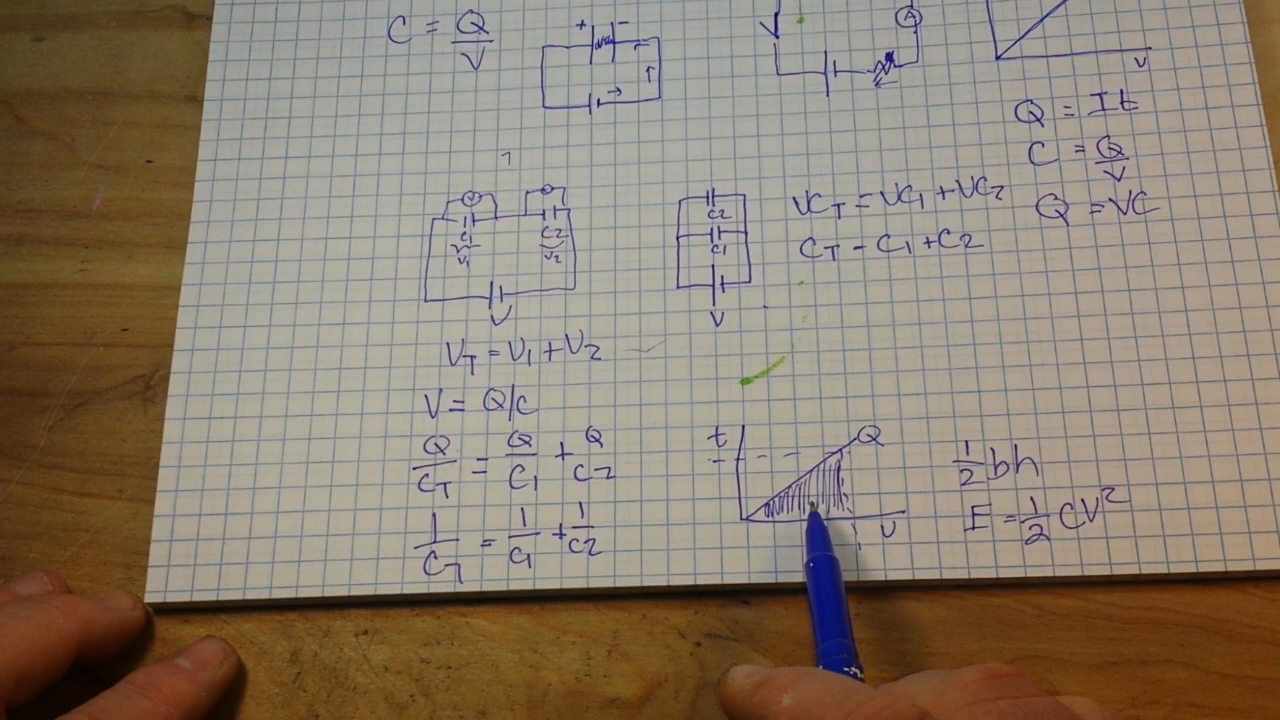 C = Q/V
+ -
V
A
V
Q = It
C = Q/V
Q = VC
C1
V1
C2
V2
V
C2
C1
V
VCT = VC1 + VC2
CT - C1 + C2
VT = V1 + V2
V = Q/C
Q/CT = Q/C1 + Q/C2
1/CT = 1/C1 + 1/C2
t
Q
V
1/2 bh
E = 1/2 CV²